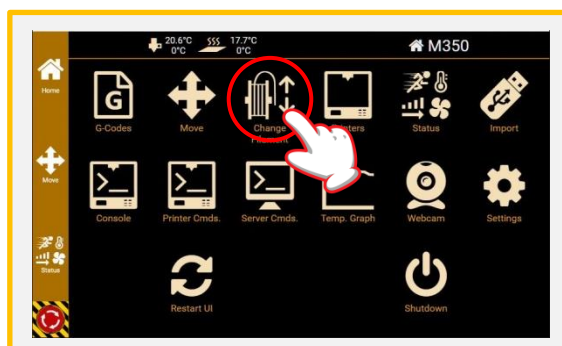 20.6°C 17.7°C
0°C 0°C
M350
Home
G
G-Codes Move Change Status Import
Filament
Move
Console Printer Cmds. Server Cmds. Temp. Graph Webcam Settings
Status
Restart UI Shutdown